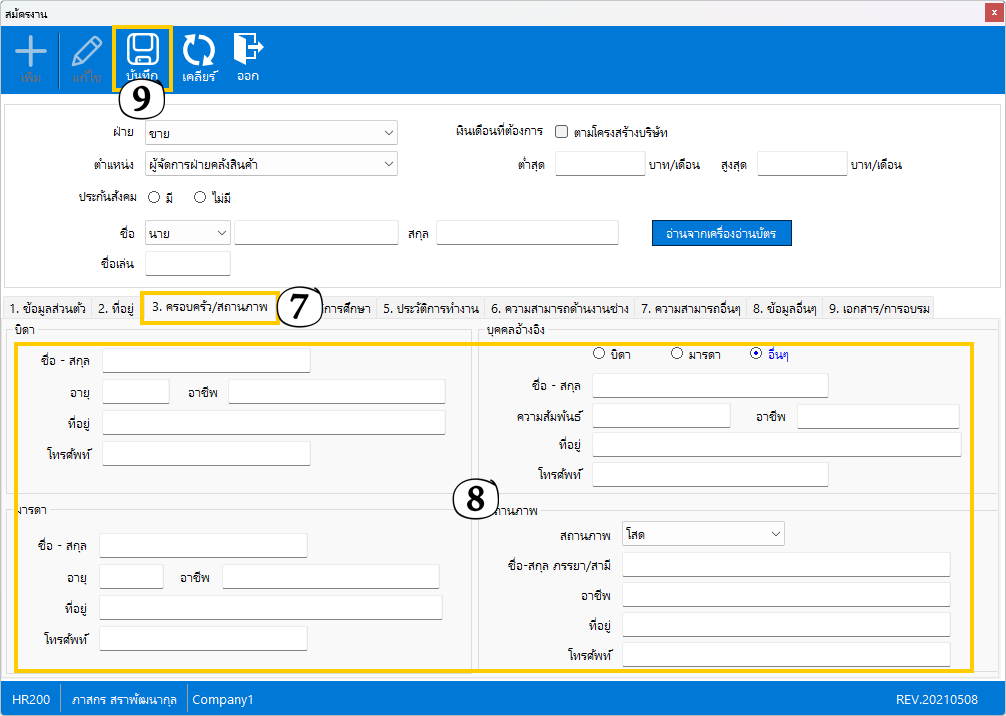 สมัครงาน
x
เพิ่ม แก้ไข บันทึก เคลียร์ ออก
9
ฝ่าย ขาย เงินเดือนที่ต้องการ ตามโครงสร้างบริษัท
ตำแหน่ง ผู้จัดการฝ่ายคลังสินค้า ต่ำสุด บาท/เดือน สูงสุด บาท/เดือน
ประกันสังคม มี ไม่มี
ชื่อ นาย สกุล อ่านจากเครื่องอ่านบัตร
ชื่อเล่น
1. ข้อมูลส่วนตัว 2. ที่อยู่ 3. ครอบครัว/สถานภาพ 7 การศึกษา 5. ประวัติการทำงาน 6. ความสามารถด้านงานช่าง 7. ความสามารถอื่นๆ 8. ข้อมูลอื่นๆ 9. เอกสาร/การอบรม
บิดา
ชื่อ - สกุล
อายุ อาชีพ
ที่อยู่
โทรศัพท์
บุคคลอ้างอิง
บิดา มารดา อื่นๆ
ชื่อ - สกุล
ความสัมพันธ์ อาชีพ
ที่อยู่
โทรศัพท์
8
มารดา
ชื่อ - สกุล
อายุ อาชีพ
ที่อยู่
โทรศัพท์
ถานภาพ
สถานภาพ โสด
ชื่อ-สกุล ภรรยา/สามี
อาชีพ
ที่อยู่
โทรศัพท์
HR200 ภาสกร สราพัฒนากุล Company1 REV.20210508